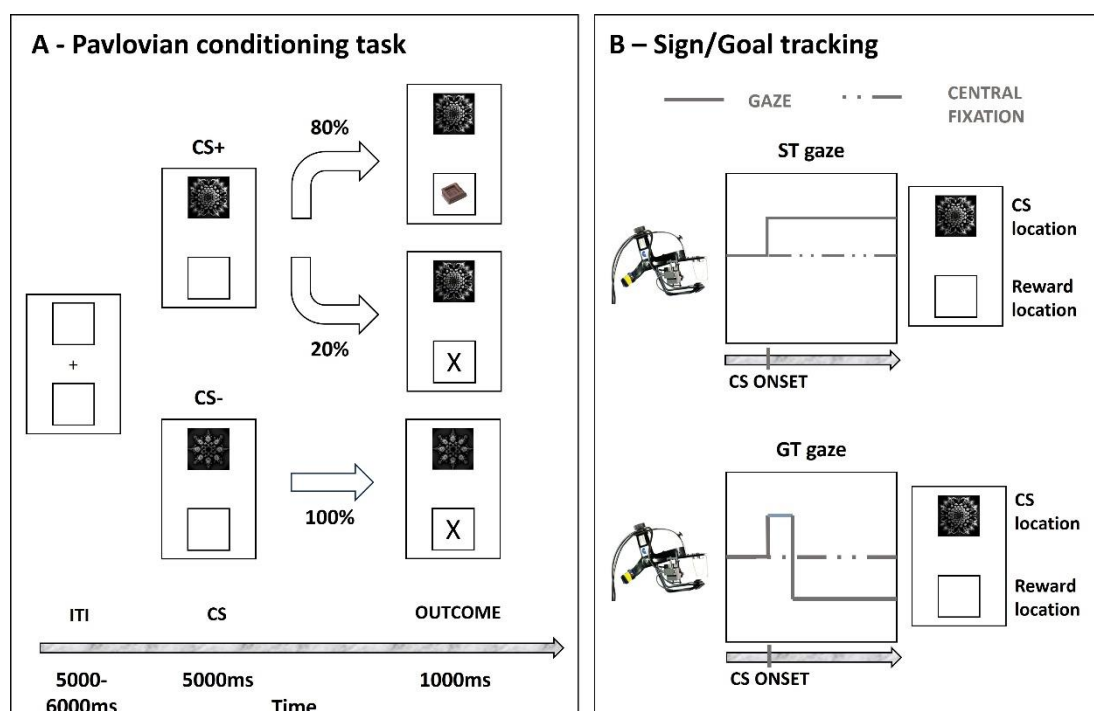 A - Pavlovian conditioning task
CS+
80%
20%
X
+
CS-
100%
X
ITI
CS
OUTCOME
5000-
6000ms
5000ms
1000ms
Time
B – Sign/Goal tracking
GAZE
CENTRAL
FIXATION
ST gaze
CS
location
Reward
location
CS ONSET
GT gaze
CS
location
Reward
location
CS ONSET